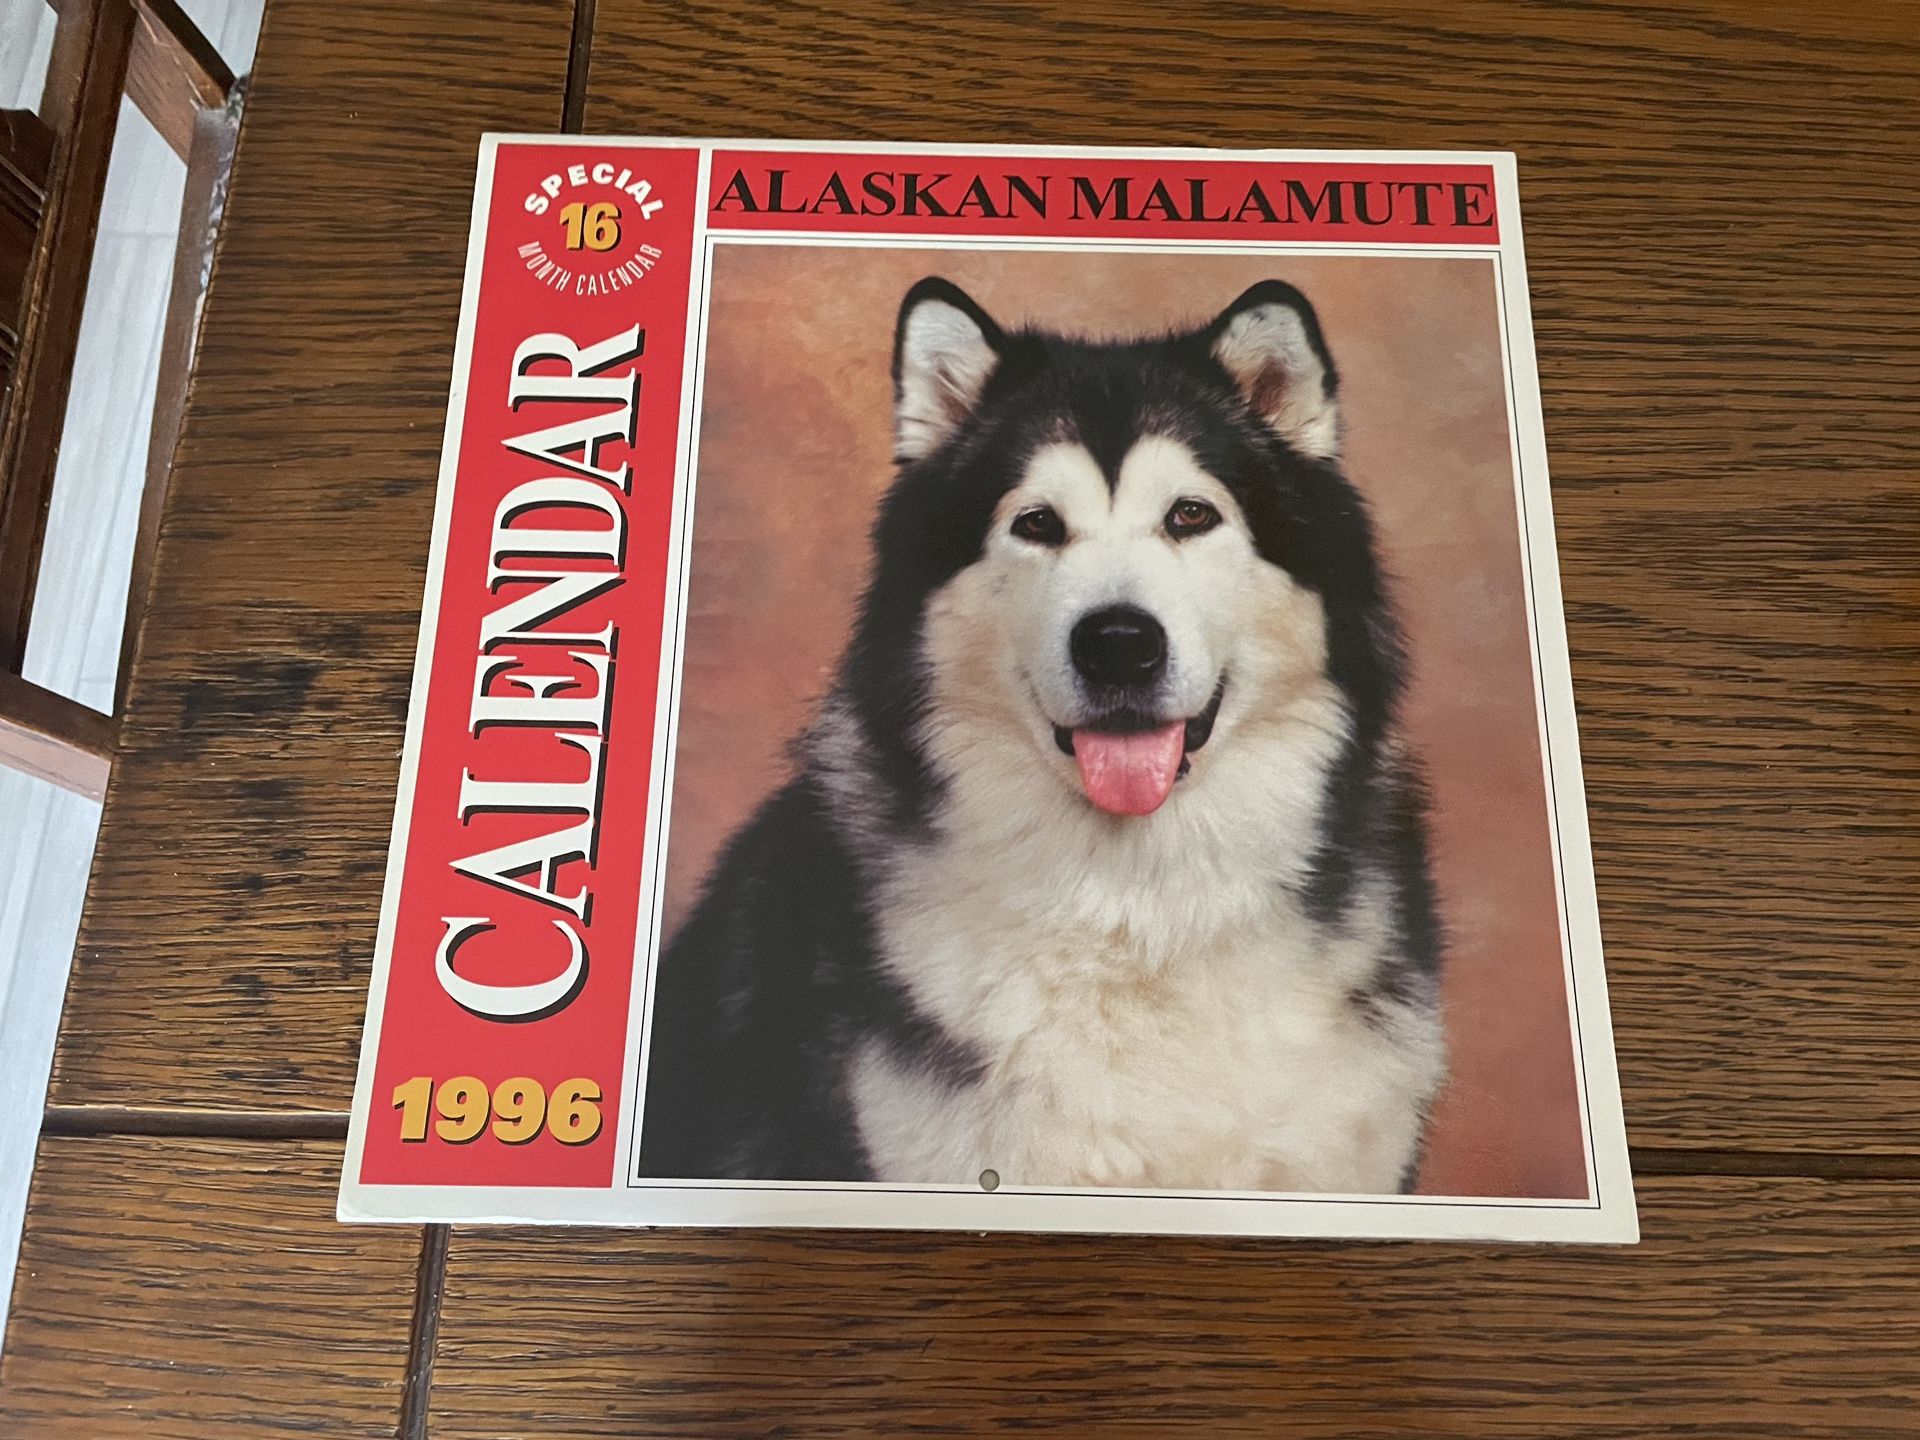 SPECIAL
16
MONTH CALENDAR
CALENDAR
1996
ALASKAN MALAMUTE